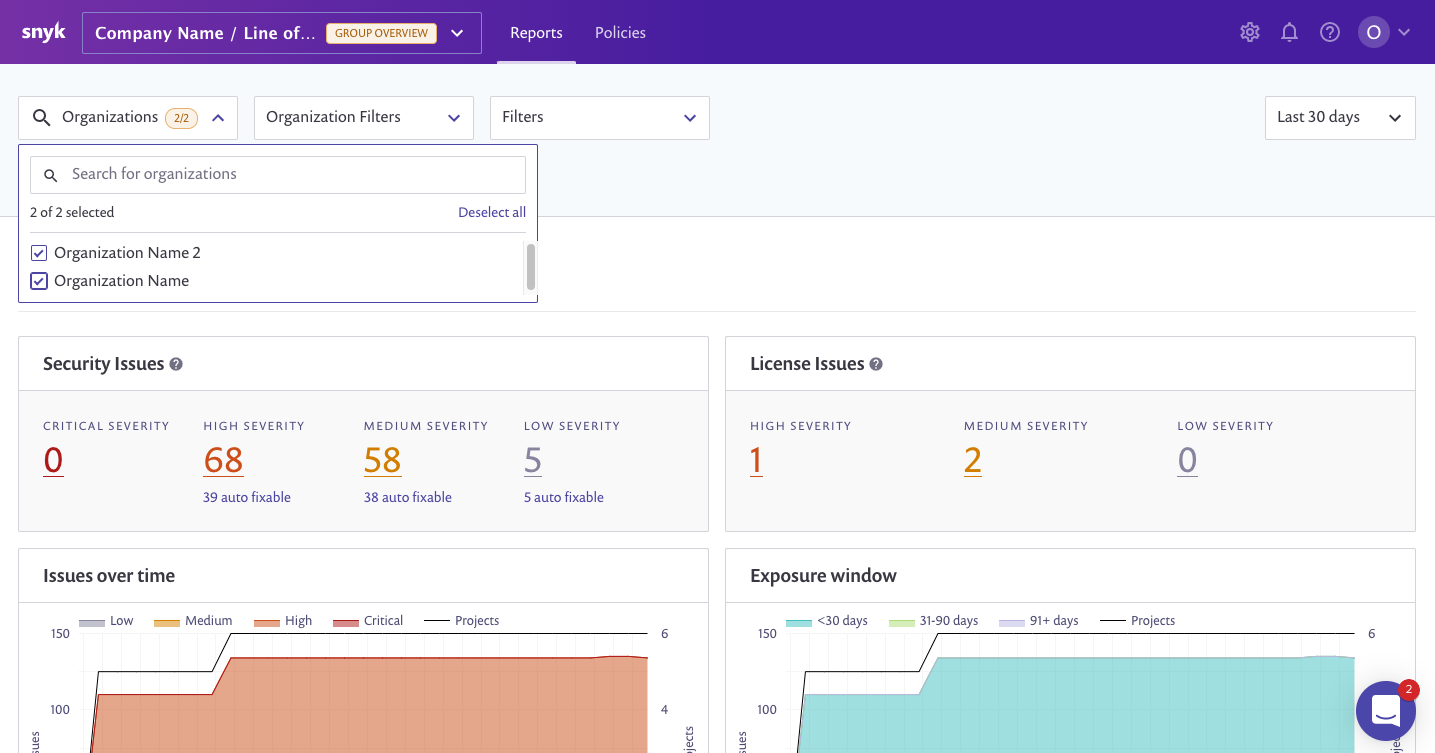 snyk
Company Name / Line of...
GROUP OVERVIEW
Reports
Policies
O
Organizations 2/2
Organization Filters
Filters
Last 30 days
Search for organizations
2 of 2 selected
Deselect all
Organization Name 2
Organization Name
Security Issues ?
CRITICAL SEVERITY
0
HIGH SEVERITY
68
39 auto fixable
MEDIUM SEVERITY
58
38 auto fixable
LOW SEVERITY
5
5 auto fixable
License Issues ?
HIGH SEVERITY
1
MEDIUM SEVERITY
2
LOW SEVERITY
0
Issues over time
Low Medium High Critical Projects
150
6
100
4
Exposure window
<30 days 31-90 days 91+ days Projects
150
6
100
2